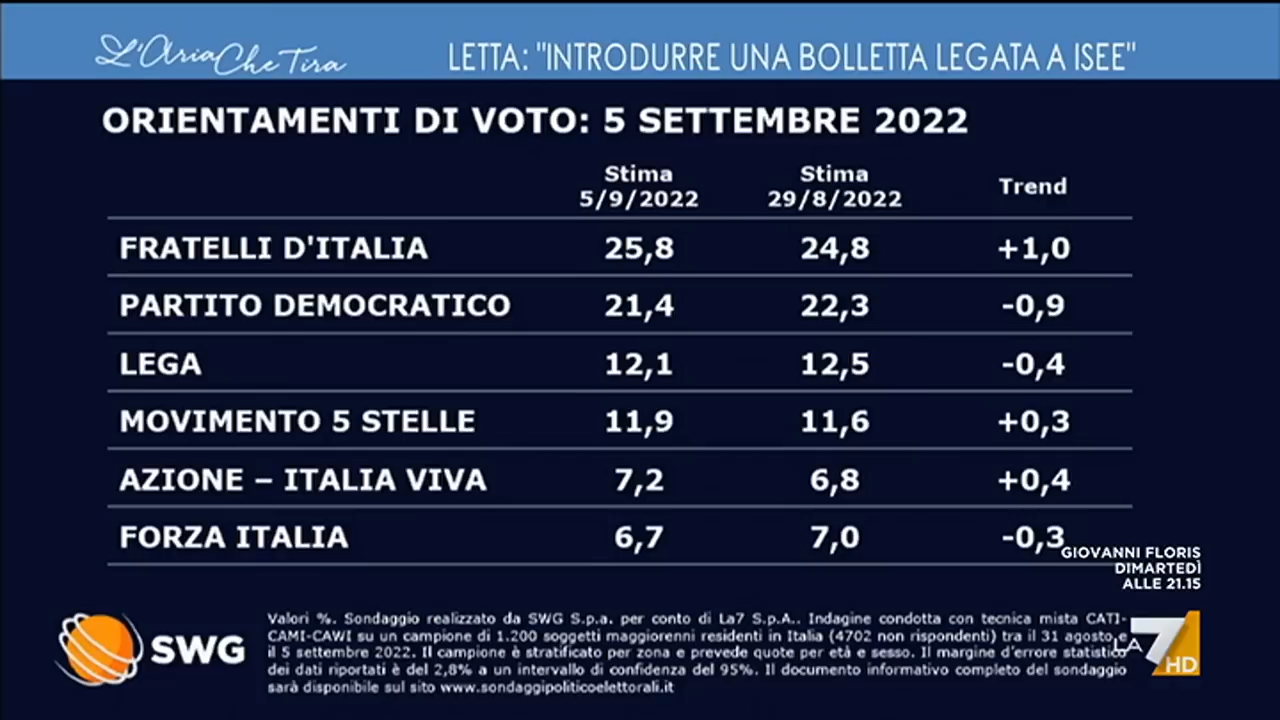 L'Aria Che Tira
LETTA: "INTRODURRE UNA BOLLETTA LEGATA A ISEE"
ORIENTAMENTI DI VOTO: 5 SETTEMBRE 2022
Stima 5/9/2022 Stima 29/8/2022 Trend
FRATELLI D'ITALIA 25,8 24,8 +1,0
PARTITO DEMOCRATICO 21,4 22,3 -0,9
LEGA 12,1 12,5 -0,4
MOVIMENTO 5 STELLE 11,9 11,6 +0,3
AZIONE – ITALIA VIVA 7,2 6,8 +0,4
FORZA ITALIA 6,7 7,0 -0,3
GIOVANNI FLORIS
DIMARTEDÌ
ALLE 21.15
SWG
Valori %. Sondaggio realizzato da SWG S.p.a. per conto di La7 S.p.A.. Indagine condotta con tecnica mista CATI-
CAMI-CAWI su un campione di 1.200 soggetti maggiorenni residenti in Italia (4702 non rispondenti) tra il 31 agosto e
il 5 settembre 2022. Il campione è stratificato per zona e prevede quote per età e sesso. Il margine d'errore statistico
dei dati riportati è del 2,8% a un intervallo di confidenza del 95%. Il documento informativo completo del sondaggio
sarà disponibile sul sito www.sondaggipoliticoelettorali.it
LA 7 HD